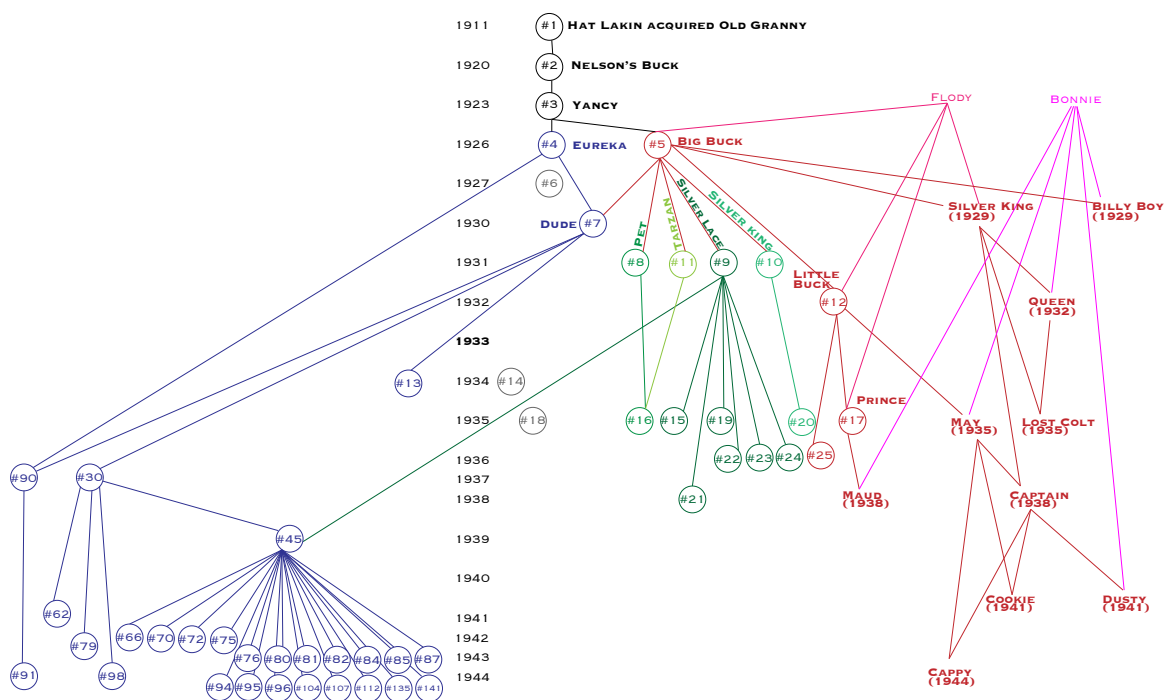 1911 #1 HAT LAKIN ACQUIRED OLD GRANNY
1920 #2 NELSON'S BUCK
1923 #3 YANCY FLODY BONNIE
1926 #4 EUREKA #5 BIG BUCK
1927 #6
SILVER KING
(1929)
BILLY BOY
(1929)
1930 DUDE #7
PET
TARZAN
SILVER LACE
SILVER KING
1931 #8 #11 #9 #10
LITTLE
BUCK
1932 #12
QUEEN
(1932)
1933
1934 #13 #14
1935 #18 #16 #15 #19 #20 PRINCE #17
MAY
(1935)
LOST COLT
(1935)
1936 #22 #23 #24 #25
1937 #90 #30
1938 #21
MAUD
(1938)
CAPTAIN
(1938)
1939 #45
1940
COOKIE
(1941)
DUSTY
(1941)
1941 #62
1942 #66 #70 #72 #75 #79
1943 #76 #80 #81 #82 #84 #85 #87
1944 #91 #98 #94 #95 #96 #104 #107 #112 #135 #141
CAPPY
(1944)